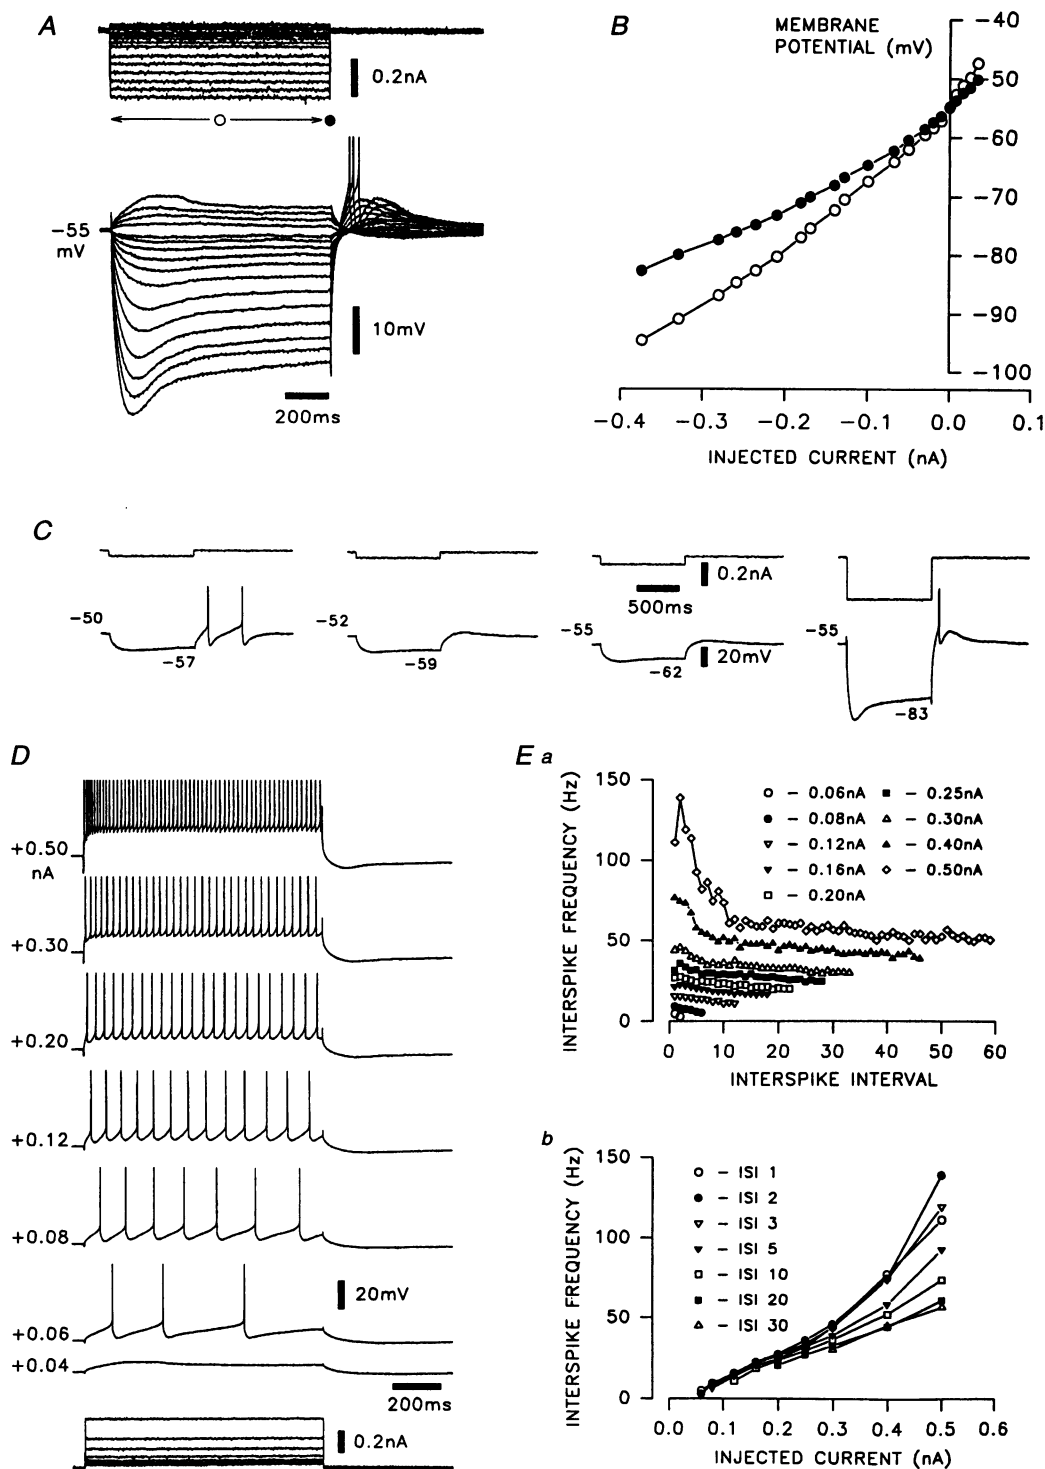 A
0.2nA
−55
mV
10mV
200ms
B
MEMBRANE
POTENTIAL (mV)
−40
−50
−60
−70
−80
−90
−100
−0.4 −0.3 −0.2 −0.1 0.0 0.1
INJECTED CURRENT (nA)
C
−50
−57
−52
−59
0.2nA
500ms
−55
20mV
−62
−55
−83
D
+0.50
nA
+0.30
+0.20
+0.12
+0.08
20mV
+0.06
+0.04
200ms
0.2nA
E a
INTERSPIKE FREQUENCY (Hz)
150
100
50
0
− 0.06nA − 0.25nA
− 0.08nA − 0.30nA
− 0.12nA − 0.40nA
− 0.16nA − 0.50nA
− 0.20nA
0 10 20 30 40 50 60
INTERSPIKE INTERVAL
b
INTERSPIKE FREQUENCY (Hz)
150
100
50
0
− ISI 1
− ISI 2
− ISI 3
− ISI 5
− ISI 10
− ISI 20
− ISI 30
0.0 0.1 0.2 0.3 0.4 0.5 0.6
INJECTED CURRENT (nA)